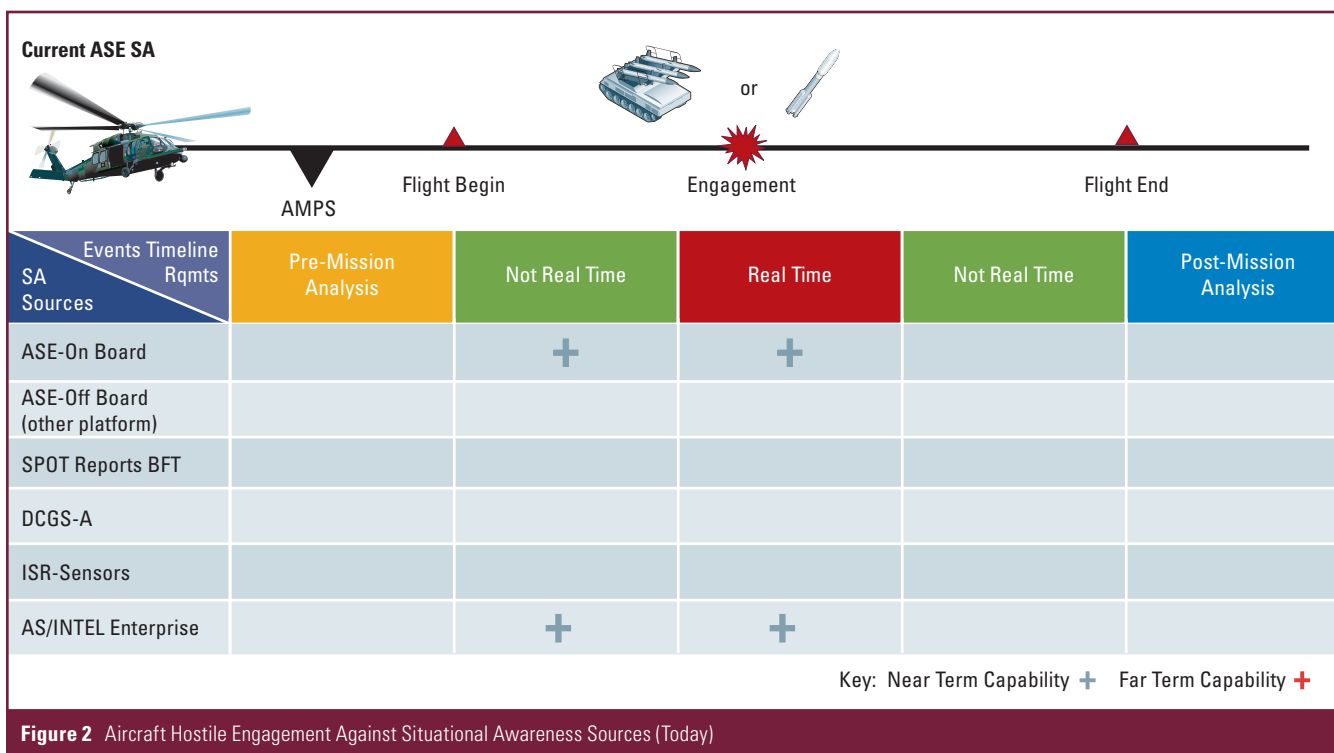 Current ASE SA
or
Flight Begin
Engagement
Flight End
AMPS
Events Timeline
Rqmts
SA
Sources
Pre-Mission
Analysis
Not Real Time
Real Time
Not Real Time
Post-Mission
Analysis
ASE-On Board
+ +
ASE-Off Board
(other platform)
SPOT Reports BFT
DCGS-A
ISR-Sensors
AS/INTEL Enterprise
+ +
Key: Near Term Capability + Far Term Capability +
Figure 2 Aircraft Hostile Engagement Against Situational Awareness Sources (Today)